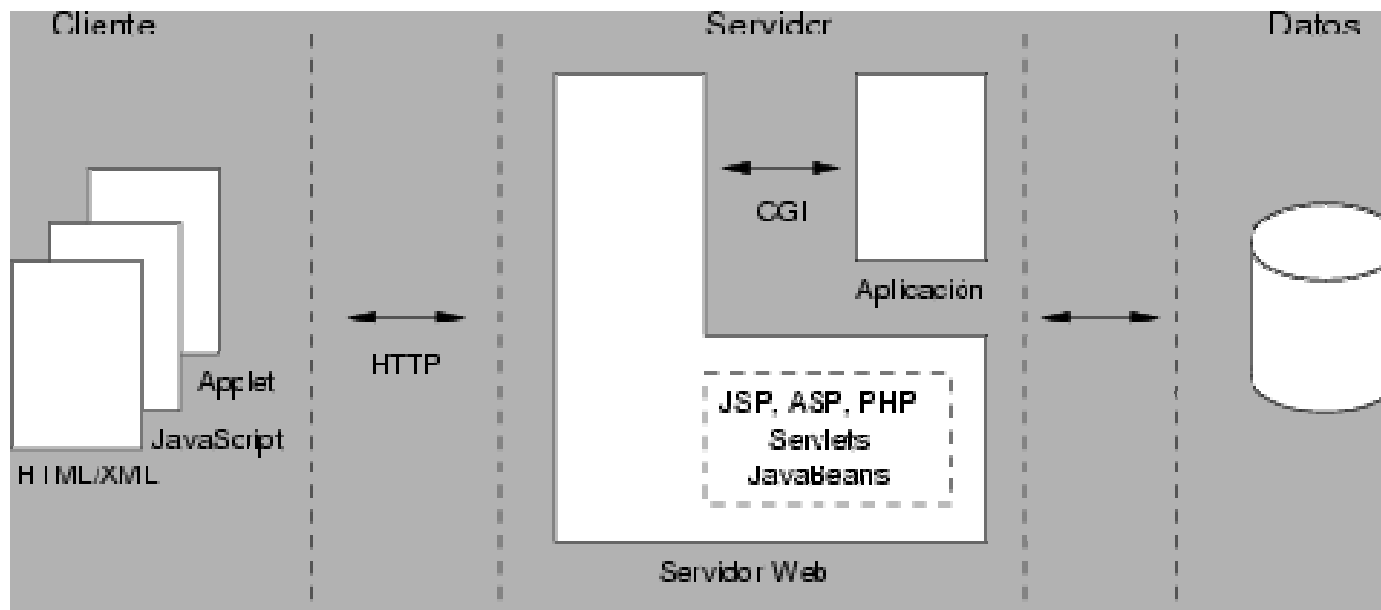 Cliente
Servidor
Datos
CGI
Aplicación
HTTP
Applet
JavaScript
HTML/XML
JSP, ASP, PHP
Servlets
JavaBeans
Servidor Web